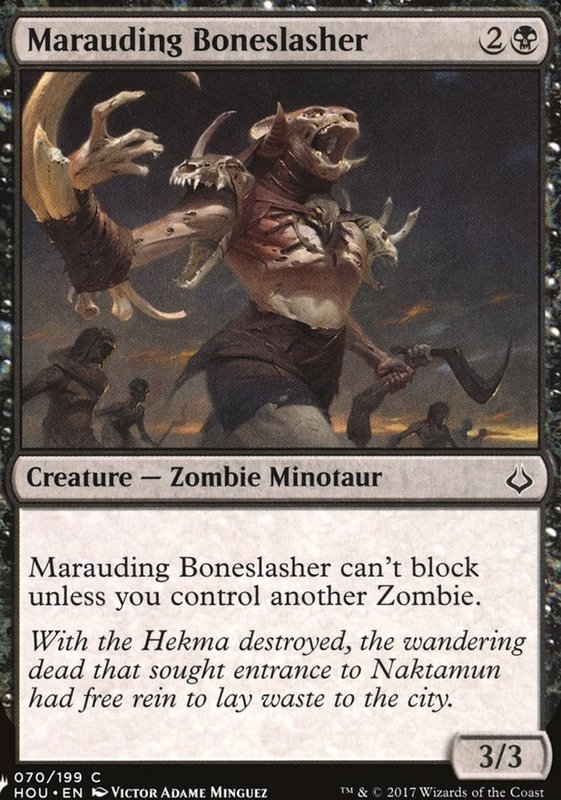 Marauding Boneslasher 2
Creature — Zombie Minotaur
Marauding Boneslasher can't block
unless you control another Zombie.
With the Hekma destroyed, the wandering
dead that sought entrance to Naktamun
had free rein to lay waste to the city.
3/3
070/199 C
HOU • EN VICTOR ADAME MINGUEZ
™ & © 2017 Wizards of the Coast